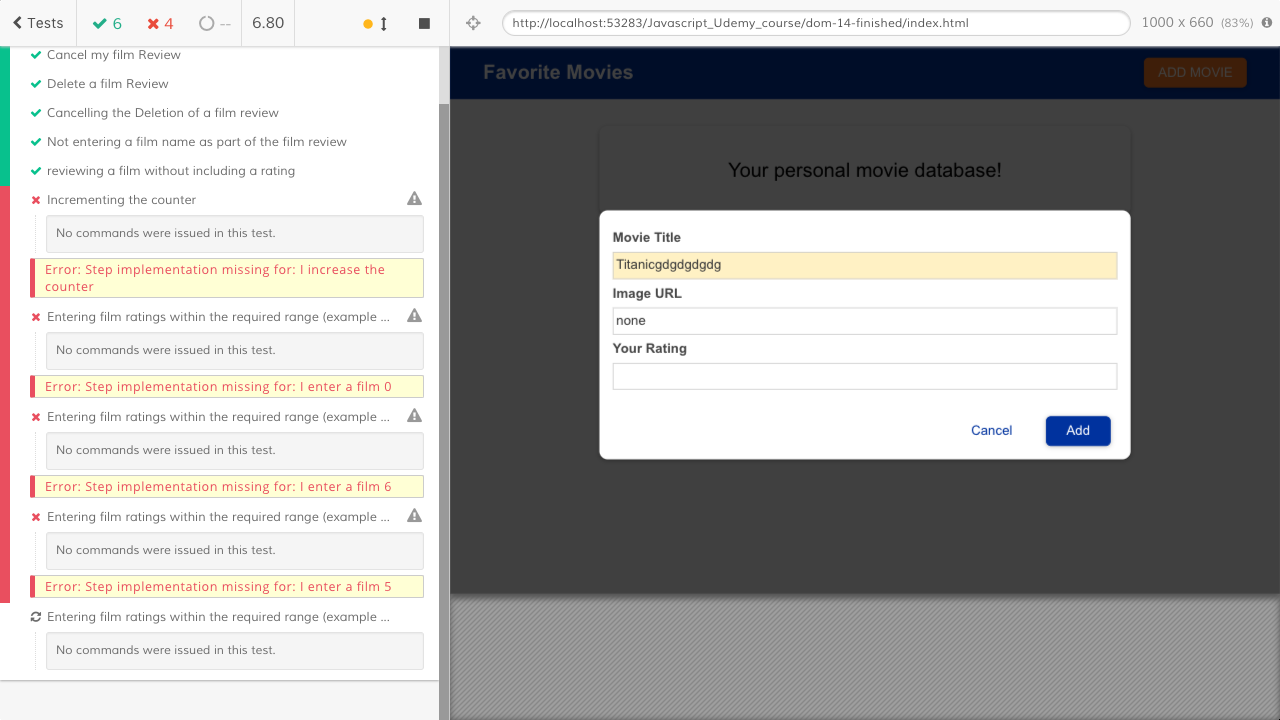 Tests
6
4
--
6.80
http://localhost:53283/Javascript_Udemy_course/dom-14-finished/index.html
1000 x 660 (83%)
Cancel my film Review
Delete a film Review
Cancelling the Deletion of a film review
Not entering a film name as part of the film review
reviewing a film without including a rating
Incrementing the counter
No commands were issued in this test.
Error: Step implementation missing for: I increase the
counter
Entering film ratings within the required range (example ...
No commands were issued in this test.
Error: Step implementation missing for: I enter a film 0
Entering film ratings within the required range (example ...
No commands were issued in this test.
Error: Step implementation missing for: I enter a film 6
Entering film ratings within the required range (example ...
No commands were issued in this test.
Error: Step implementation missing for: I enter a film 5
Entering film ratings within the required range (example ...
No commands were issued in this test.
Favorite Movies
ADD MOVIE
Your personal movie database!
Movie Title
Titanicgdgdgdgdg
Image URL
none
Your Rating
Cancel
Add